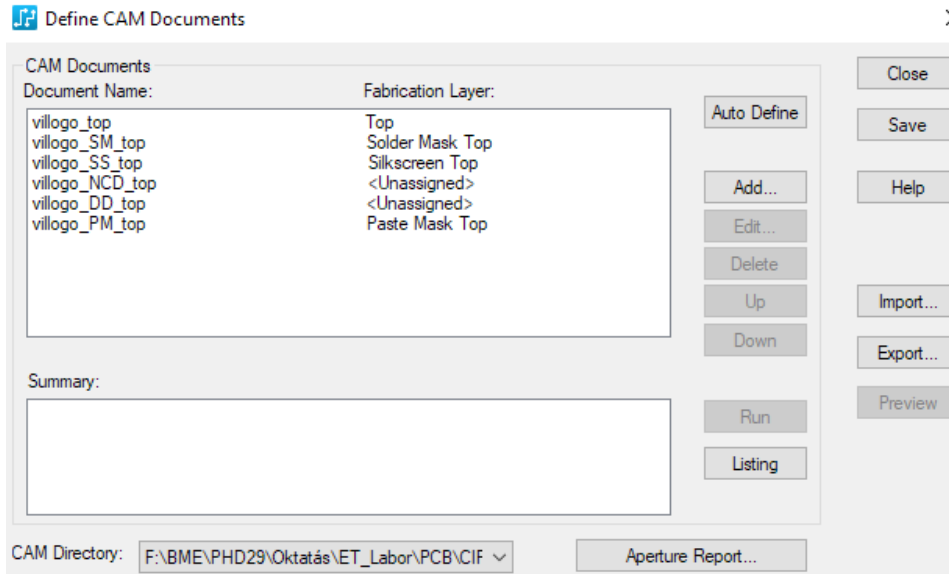 Define CAM Documents
CAM Documents
Document Name: Fabrication Layer:
villogo_top Top
villogo_SM_top Solder Mask Top
villogo_SS_top Silkscreen Top
villogo_NCD_top <Unassigned>
villogo_DD_top <Unassigned>
villogo_PM_top Paste Mask Top
Auto Define
Add...
Edit...
Delete
Up
Down
Summary:
Run
Listing
CAM Directory: F:\BME\PHD29\Oktatás\ET_Labor\PCB\CIF
Aperture Report...
Close
Save
Help
Import...
Export...
Preview